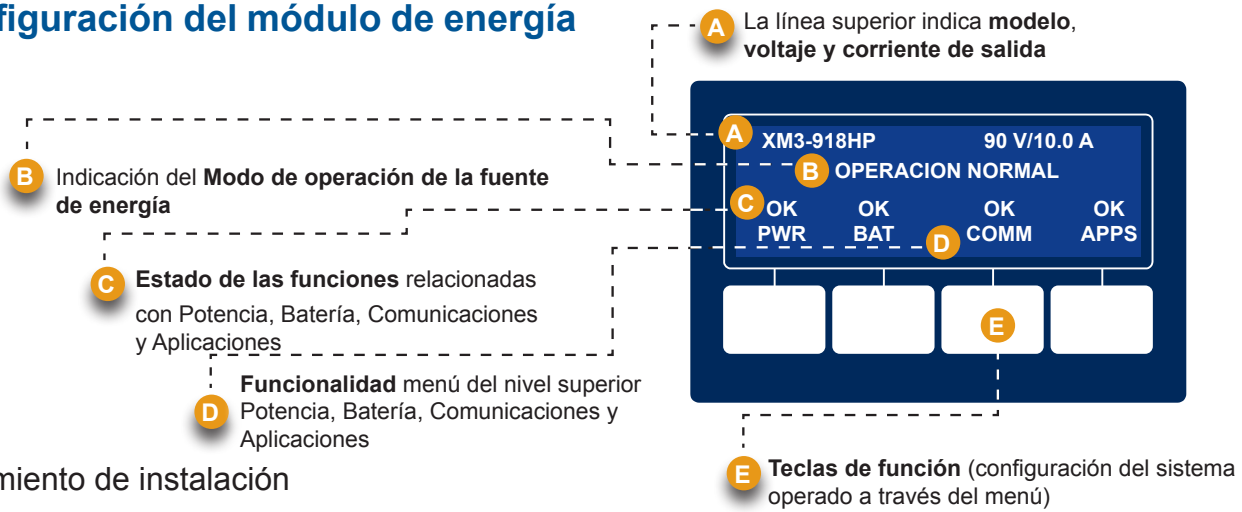 figuración del módulo de energía
A La línea superior indica modelo,
voltaje y corriente de salida
A XM3-918HP 90 V/10.0 A
B OPERACION NORMAL
C OK OK OK OK
PWR BAT D COMM APPS
E
B Indicación del Modo de operación de la fuente
de energía
C Estado de las funciones relacionadas
con Potencia, Batería, Comunicaciones
y Aplicaciones
D Funcionalidad menú del nivel superior
Potencia, Batería, Comunicaciones y
Aplicaciones
E Teclas de función (configuración del sistema
operado a través del menú)
miento de instalación